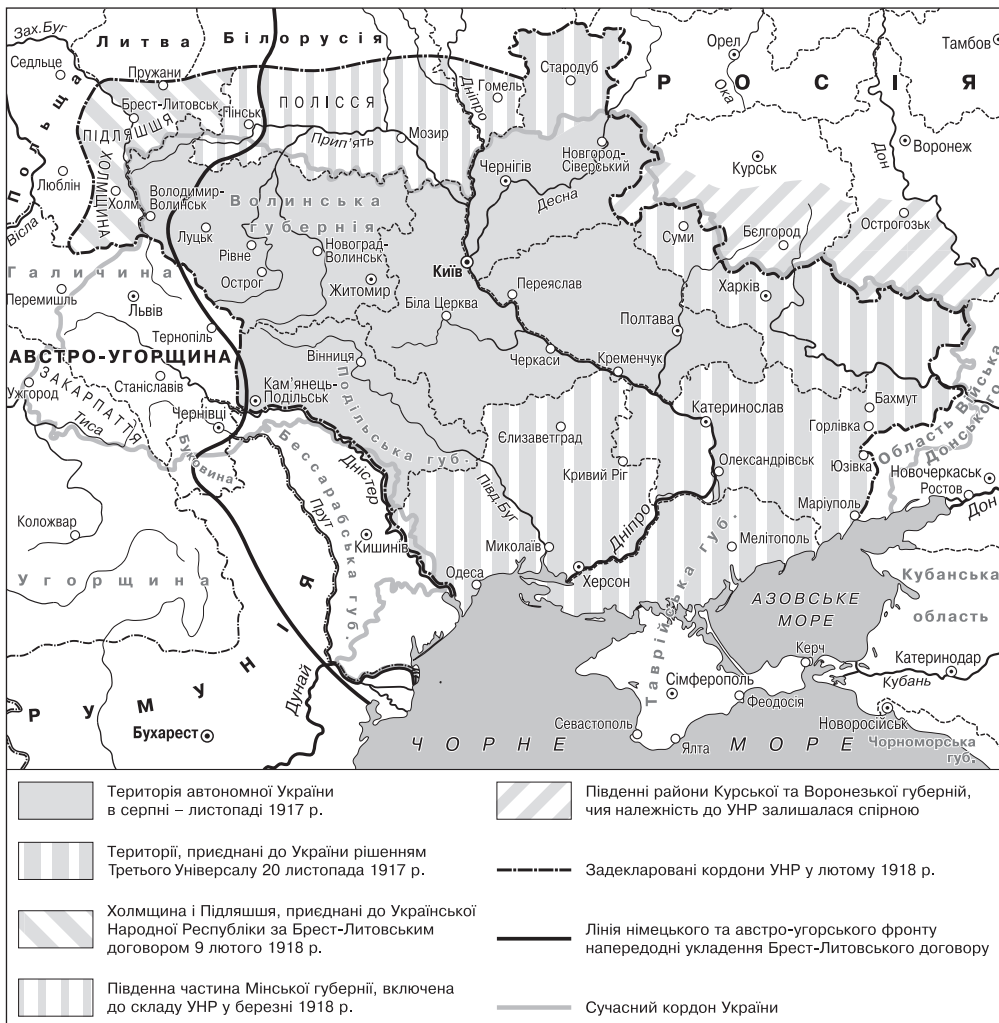 Зах.Буг
Литва
Білорусія
Орел
Тамбов
Седльце
Пружани
Стародуб
РОСІЯ
Польща
Брест-Литовськ
Пінськ
ПОЛІССЯ
Гомель
Дніпро
Ока
Дон
ПІДЛЯШШЯ
Прип’ять
Мозир
Чернігів
Новгород-
Сіверський
Воронеж
Курськ
Люблін
ХОЛМЩИНА
Холм
Володимир-
Волинськ
Волинська
губернія
Десна
Острогозьк
Вісла
Луцьк
Рівне
Новоград-
Волинськ
Суми
Бєлгород
Галичина
Острог
Київ
Житомир
Переяслав
Харків
Перемишль
Львів
Біла Церква
Полтава
Тернопіль
Черкаси
Кременчук
АВСТРО-УГОРЩИНА
Вінниця
Ужгород
ЗАКАРПАТТЯ
Станіславів
Кам’янець-
Подільськ
Подільська губ.
Бахмут
Область Війська
Донського
Тиса
Чернівці
Катеринослав
Горлівка
Буковина
Єлизаветград
Бессарабська губ.
Дністер
Кривий Ріг
Олександрівськ
Юзівка
Новочеркаськ
Ростов
Дон
Коложвар
Прут
Півд.Буг
Маріуполь
Кишинів
Миколаїв
Дніпро
Мелітополь
Угорщина
Одеса
Херсон
Таврійська губ.
АЗОВСЬКЕ
МОРЕ
Кубанська
область
РУМУНІЯ
Дунай
Керч
Катеринодар
Сімферополь
Феодосія
Кубань
Бухарест
Севастополь
Ялта
Новоросійськ
ЧОРНЕ МОРЕ
Чорноморська
губ.
Територія автономної України
в серпні – листопаді 1917 р.
Території, приєднані до України рішенням
Третього Універсалу 20 листопада 1917 р.
Холмщина і Підляшшя, приєднані до Української
Народної Республіки за Брест-Литовським
договором 9 лютого 1918 р.
Південна частина Мінської губернії, включена
до складу УНР у березні 1918 р.
Південні райони Курської та Воронезької губерній,
чия належність до УНР залишалася спірною
Задекларовані кордони УНР у лютому 1918 р.
Лінія німецького та австро-угорського фронту
напередодні укладення Брест-Литовського договору
Сучасний кордон України